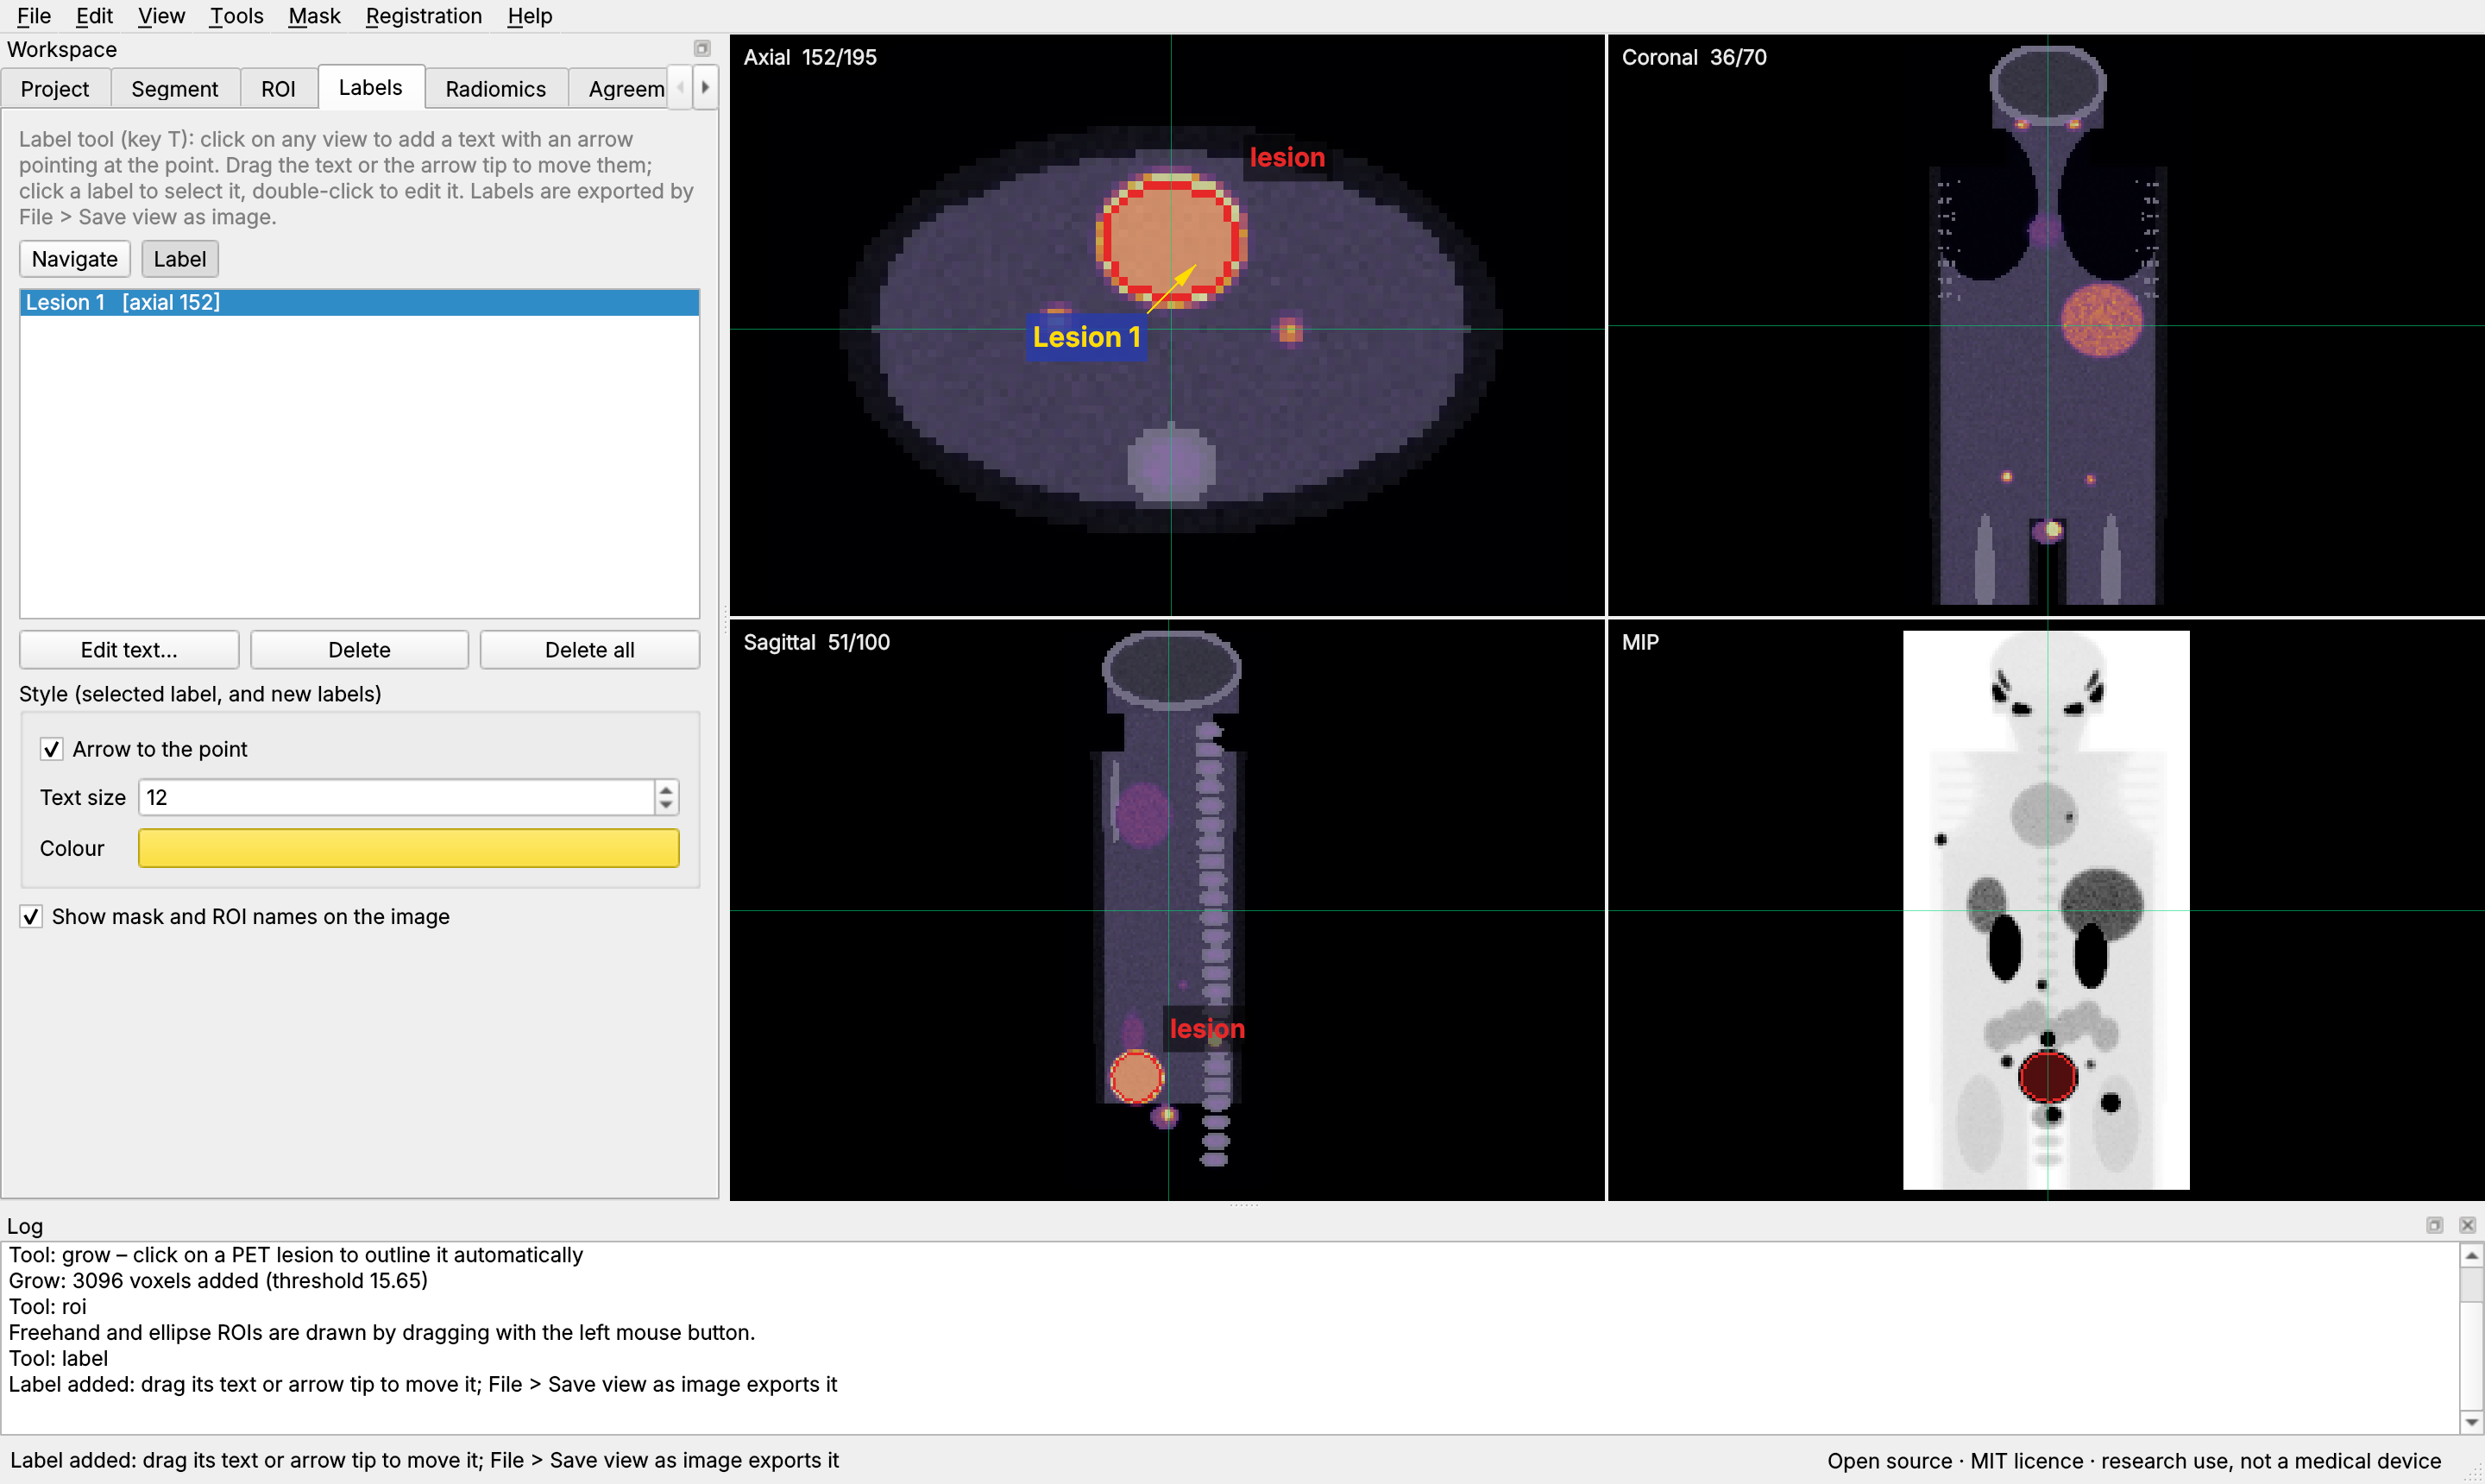 File Edit View Tools Mask Registration Help
Workspace
Project Segment ROI Labels Radiomics Agreem
Label tool (key T): click on any view to add a text with an arrow
pointing at the point. Drag the text or the arrow tip to move them;
click a label to select it, double-click to edit it. Labels are exported by
File > Save view as image.
Navigate Label
Lesion 1 [axial 152]
Edit text... Delete Delete all
Style (selected label, and new labels)
Arrow to the point
Text size 12
Colour
Show mask and ROI names on the image
Axial 152/195
lesion
Lesion 1
Coronal 36/70
Sagittal 51/100
lesion
MIP
Log
Tool: grow – click on a PET lesion to outline it automatically
Grow: 3096 voxels added (threshold 15.65)
Tool: roi
Freehand and ellipse ROIs are drawn by dragging with the left mouse button.
Tool: label
Label added: drag its text or arrow tip to move it; File > Save view as image exports it
Label added: drag its text or arrow tip to move it; File > Save view as image exports it
Open source · MIT licence · research use, not a medical device